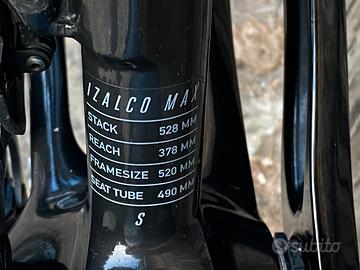 IZALCO MAX
STACK 528 MM
REACH 378 MM
FRAMESIZE 520 MM
SEAT TUBE 490 MM
S
subito